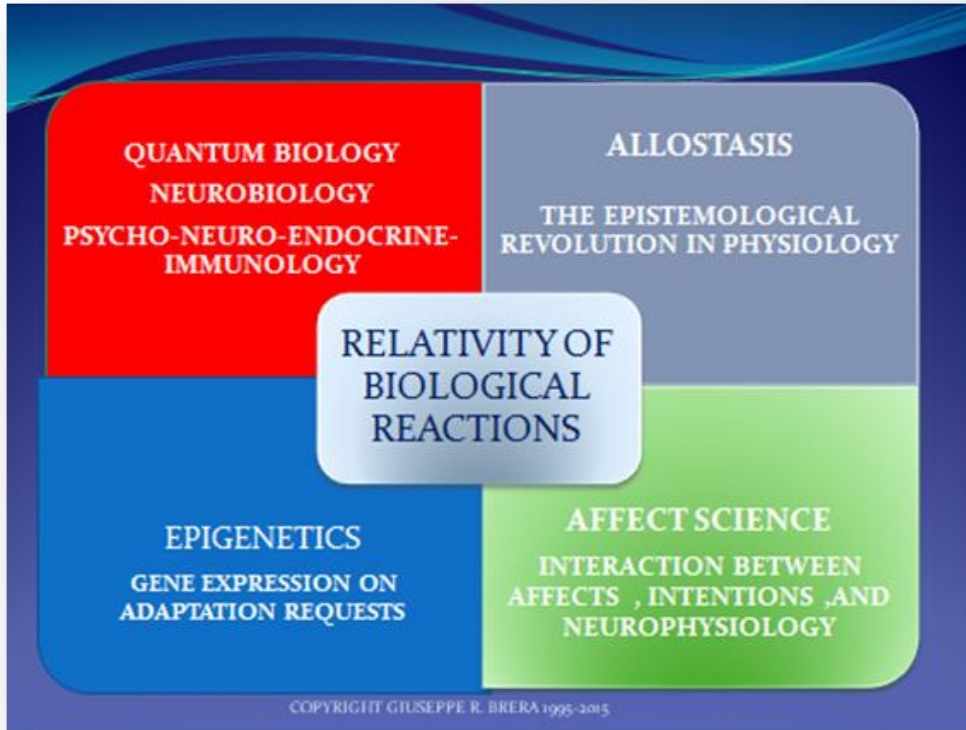 QUANTUM BIOLOGY
NEUROBIOLOGY
PSYCHO-NEURO-ENDOCRINE-
IMMUNOLOGY
ALLOSTASIS
THE EPISTEMOLOGICAL
REVOLUTION IN PHYSIOLOGY
RELATIVITY OF
BIOLOGICAL
REACTIONS
EPIGENETICS
GENE EXPRESSION ON
ADAPTATION REQUESTS
AFFECT SCIENCE
INTERACTION BETWEEN
AFFECTS , INTENTIONS ,AND
NEUROPHYSIOLOGY
COPYRIGHT GIUSEPPE R. BRERA 1995-2015